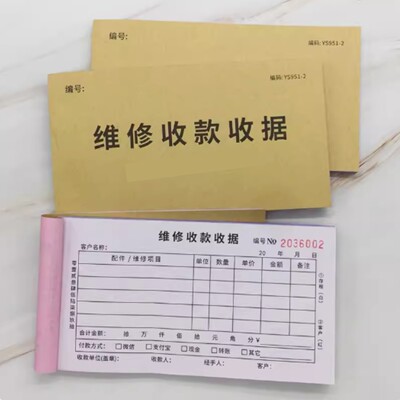 编号:
编码:YS951-2
编号:
编码:YS951-2
维修收款收据
维修收款收据
编号№ 2036002
客户名称:
20 年 月 日
配件/维修项目 单位 数量 单价 金额 备注
合计金额: 拾 万 仟 佰 拾 元 角 分 ¥
付款方式: □微信 □支付宝 □现金 □转账 □其它
收款单位(盖章): 收款人: 经手人: 客户: